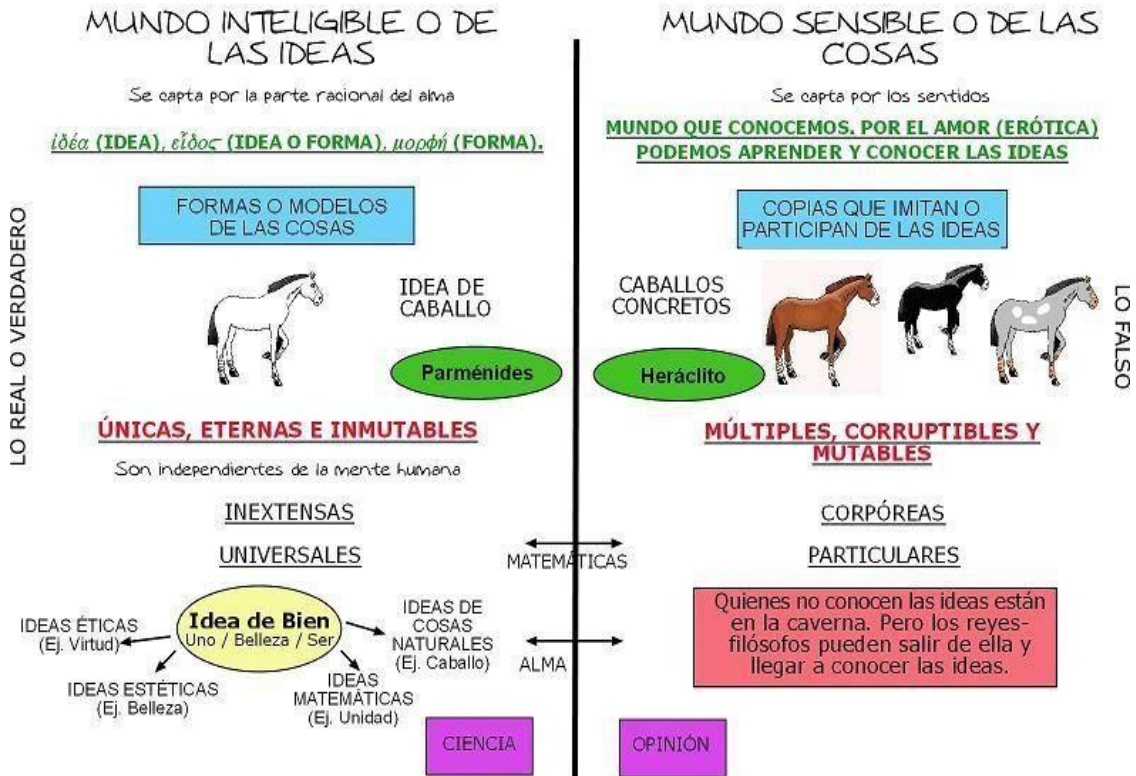 MUNDO INTELIGIBLE O DE
LAS IDEAS
Se capta por la parte racional del alma
ἰδέα (IDEA), εἶδος (IDEA O FORMA), μορφή (FORMA).
FORMAS O MODELOS
DE LAS COSAS
LO REAL O VERDADERO
IDEA DE
CABALLO
Parménides
ÚNICAS, ETERNAS E INMUTABLES
Son independientes de la mente humana
INEXTENSAS
UNIVERSALES
Idea de Bien
Uno / Belleza / Ser
IDEAS ÉTICAS
(Ej. Virtud)
IDEAS ESTÉTICAS
(Ej. Belleza)
IDEAS
MATEMÁTICAS
(Ej. Unidad)
IDEAS DE
COSAS
NATURALES
(Ej. Caballo)
CIENCIA
MATEMÁTICAS
ALMA
MUNDO SENSIBLE O DE LAS
COSAS
Se capta por los sentidos
MUNDO QUE CONOCEMOS. POR EL AMOR (ERÓTICA)
PODEMOS APRENDER Y CONOCER LAS IDEAS
COPIAS QUE IMITAN O
PARTICIPAN DE LAS IDEAS
CABALLOS
CONCRETOS
LO FALSO
Heráclito
MÚLTIPLES, CORRUPTIBLES Y
MUTABLES
CORPÓREAS
PARTICULARES
Quienes no conocen las ideas están
en la caverna. Pero los reyes-
filósofos pueden salir de ella y
llegar a conocer las ideas.
OPINIÓN